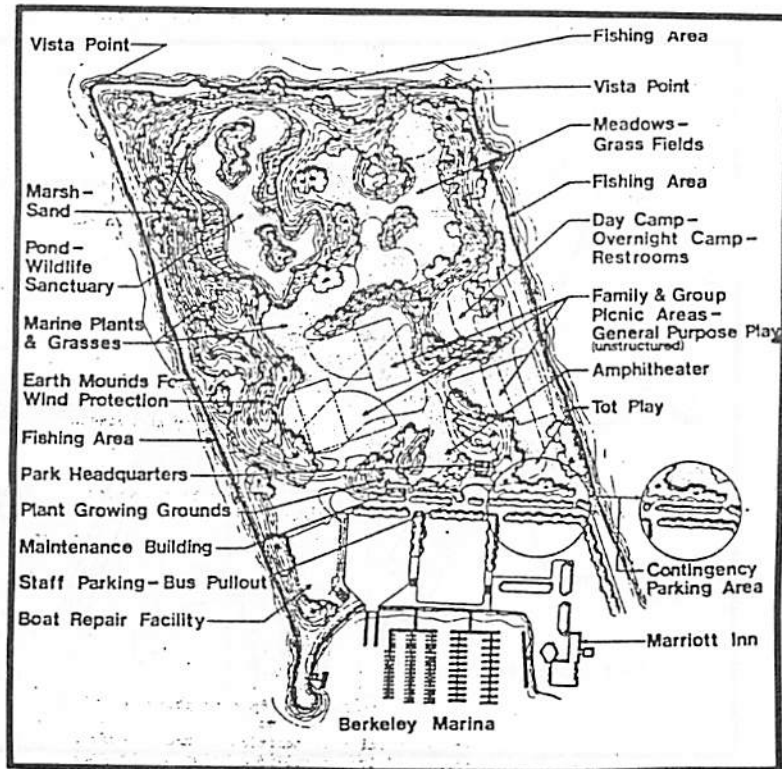 Vista Point
Marsh-
Sand
Pond-
Wildlife
Sanctuary
Marine Plants
& Grasses
Earth Mounds Fo
Wind Protection
Fishing Area
Park Headquarters
Plant Growing Grounds
Maintenance Building
Staff Parking-Bus Pullout
Boat Repair Facility
Fishing Area
Vista Point
Meadows-
Grass Fields
Fishing Area
Day Camp-
Overnight Camp-
Restrooms
Family & Group
Picnic Areas-
General Purpose Play
(unstructured)
Amphitheater
Tot Play
Contingency
Parking Area
Marriott Inn
Berkeley Marina